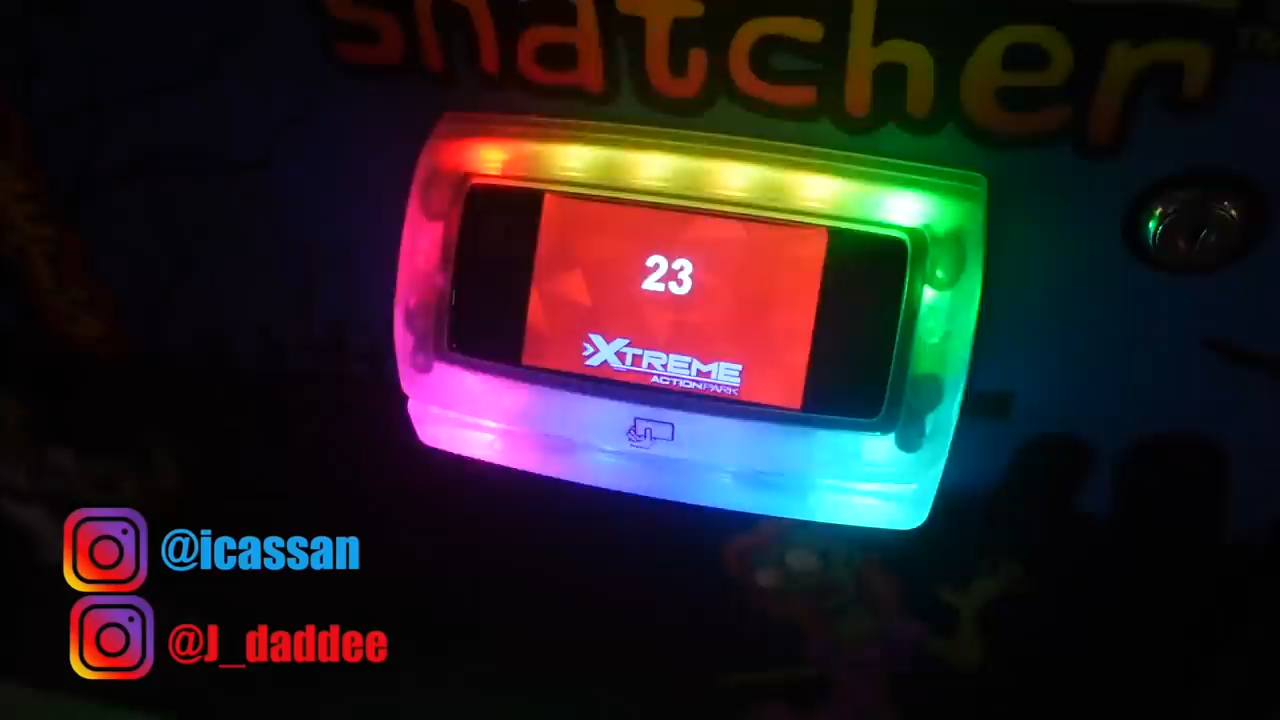 snatcher
23
XTREME
ACTION PARK
@icassan
@J_daddee